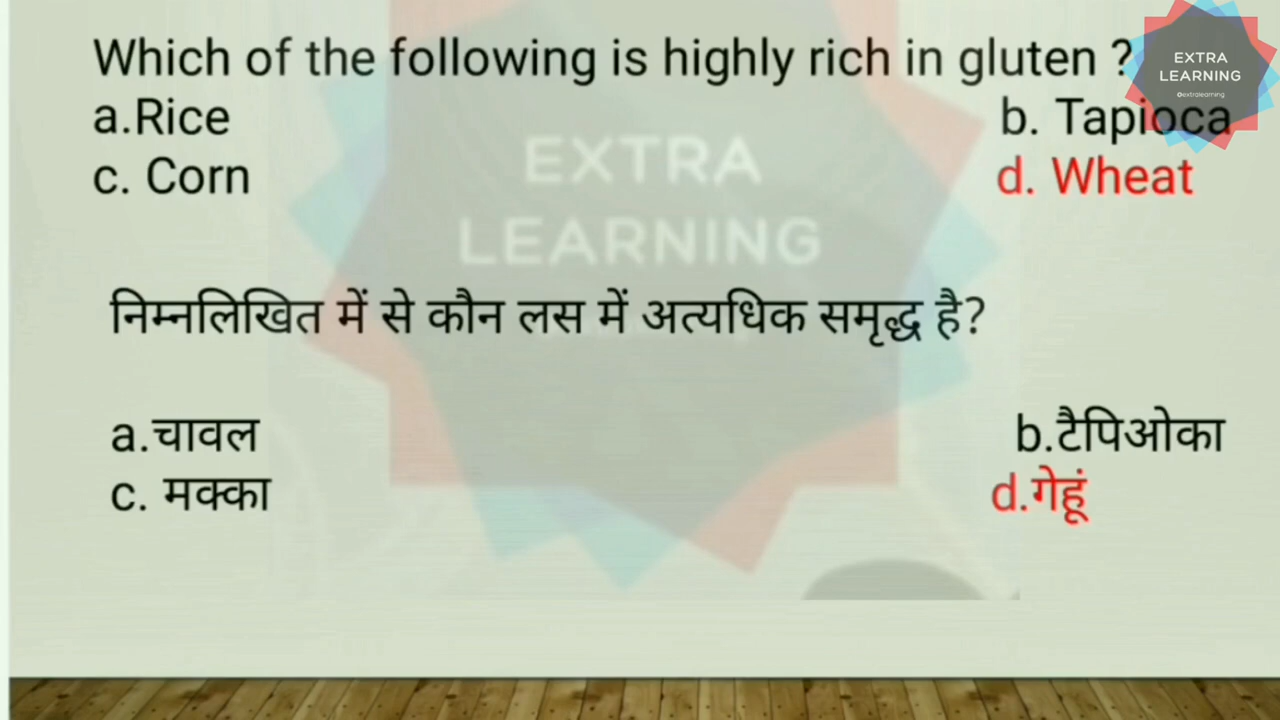 Which of the following is highly rich in gluten ?
a.Rice b. Tapioca
c. Corn d. Wheat
EXTRA
LEARNING
extralearning
EXTRA
LEARNING
निम्नलिखित में से कौन लस में अत्यधिक समृद्ध है?
a.चावल b.टैपिओका
c. मक्का d.गेहूं